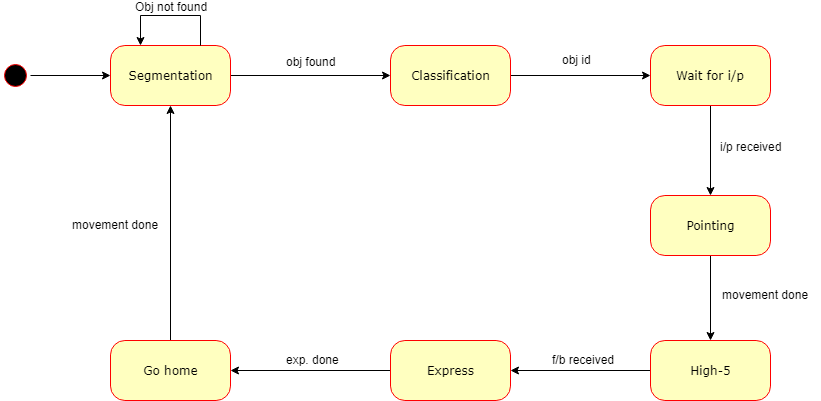 Obj not found
Segmentation
obj found
Classification
obj id
Wait for i/p
i/p received
Pointing
movement done
movement done
High-5
f/b received
Express
exp. done
Go home